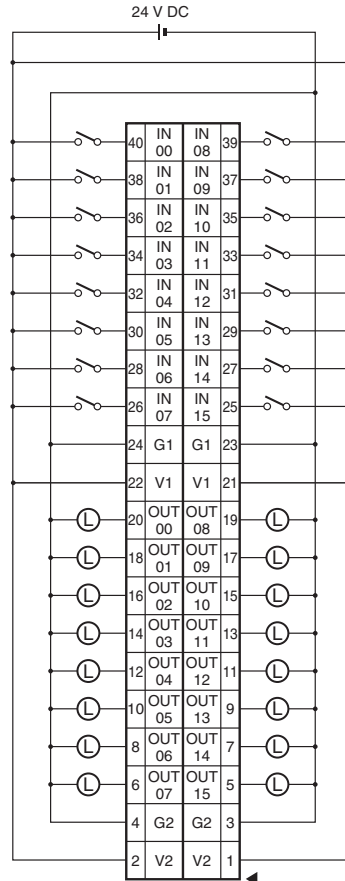 24 V DC
40 IN 00 IN 08 39
38 IN 01 IN 09 37
36 IN 02 IN 10 35
34 IN 03 IN 11 33
32 IN 04 IN 12 31
30 IN 05 IN 13 29
28 IN 06 IN 14 27
26 IN 07 IN 15 25
24 G1 G1 23
22 V1 V1 21
L 20 OUT 00 OUT 08 19 L
L 18 OUT 01 OUT 09 17 L
L 16 OUT 02 OUT 10 15 L
L 14 OUT 03 OUT 11 13 L
L 12 OUT 04 OUT 12 11 L
L 10 OUT 05 OUT 13 9 L
L 8 OUT 06 OUT 14 7 L
L 6 OUT 07 OUT 15 5 L
4 G2 G2 3
2 V2 V2 1